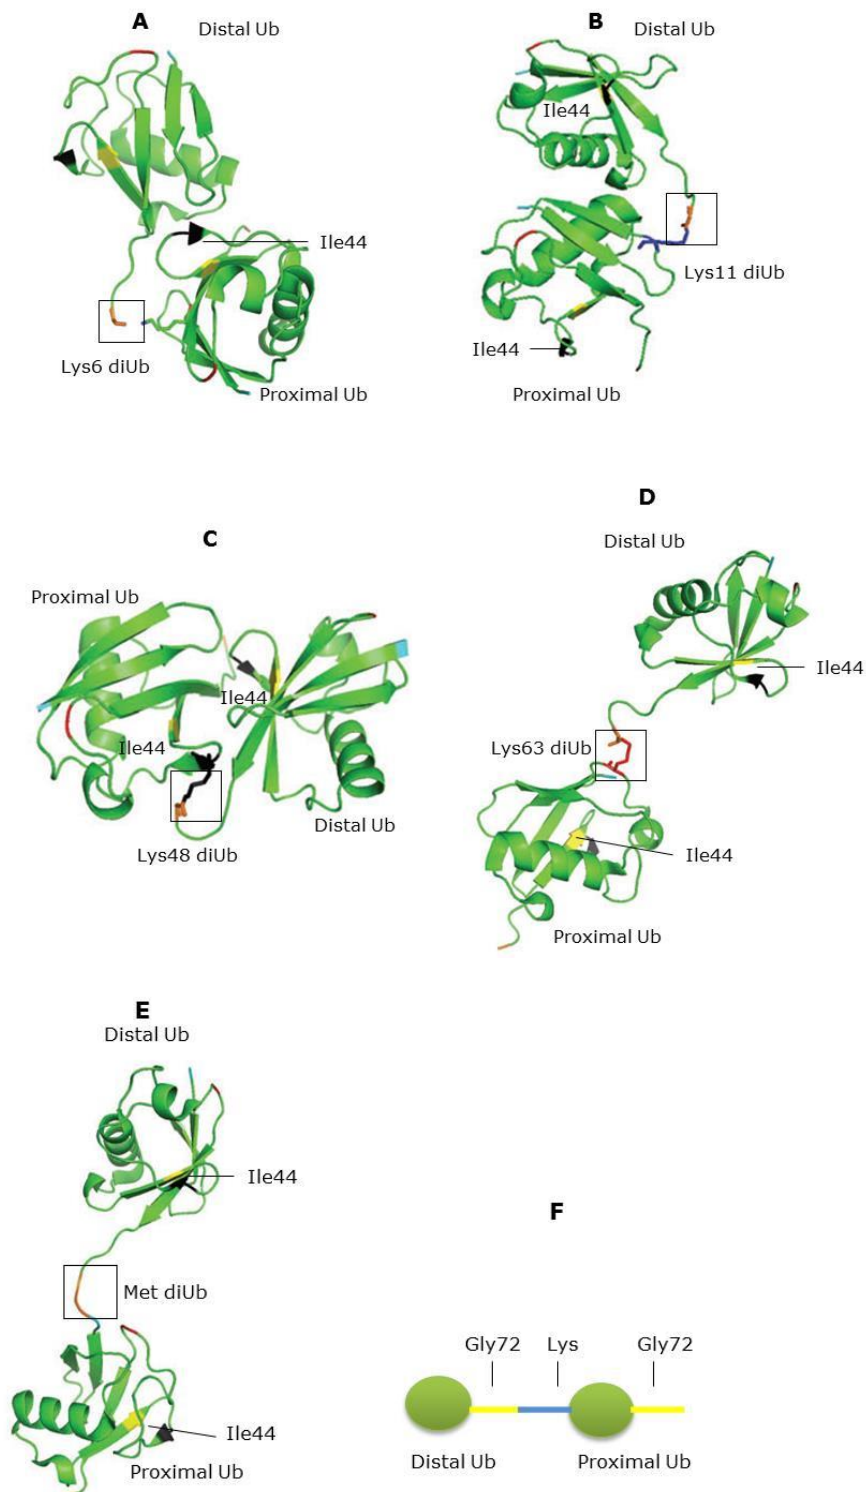 A
Distal Ub
Ile44
Lys6 diUb
Proximal Ub
B
Distal Ub
Ile44
Lys11 diUb
Ile44
Proximal Ub
C
Proximal Ub
Ile44
Ile44
Distal Ub
Lys48 diUb
D
Distal Ub
Ile44
Lys63 diUb
Ile44
Proximal Ub
E
Distal Ub
Ile44
Met diUb
Ile44
Proximal Ub
F
Gly72 Lys Gly72
Distal Ub Proximal Ub